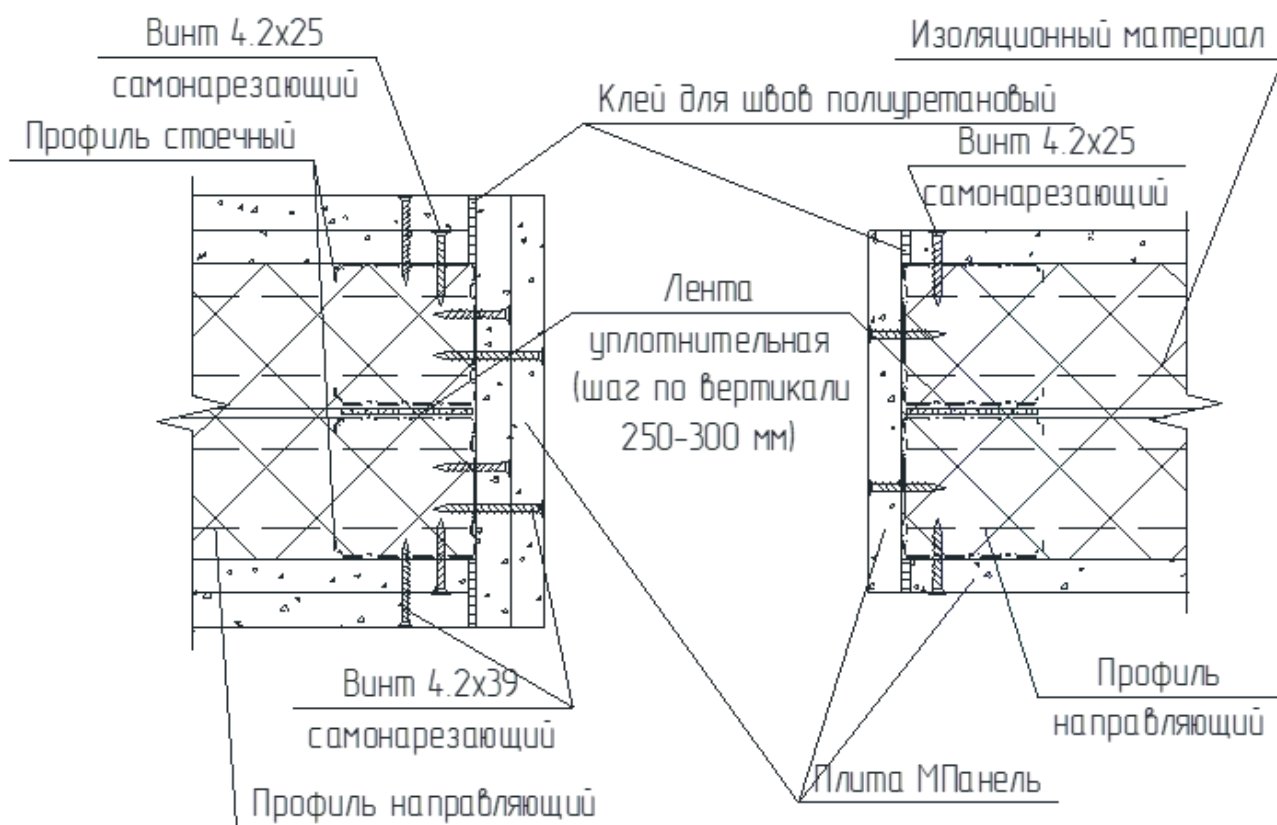 Винт 4.2х25
самонарезающий
Изоляционный материал
Клей для швов полиуретановый
Профиль стоечный
Винт 4.2х25
самонарезающий
Лента
уплотнительная
(шаг по вертикали
250-300 мм)
Винт 4.2х39
самонарезающий
Профиль
направляющий
Плита МПанель
Профиль направляющий